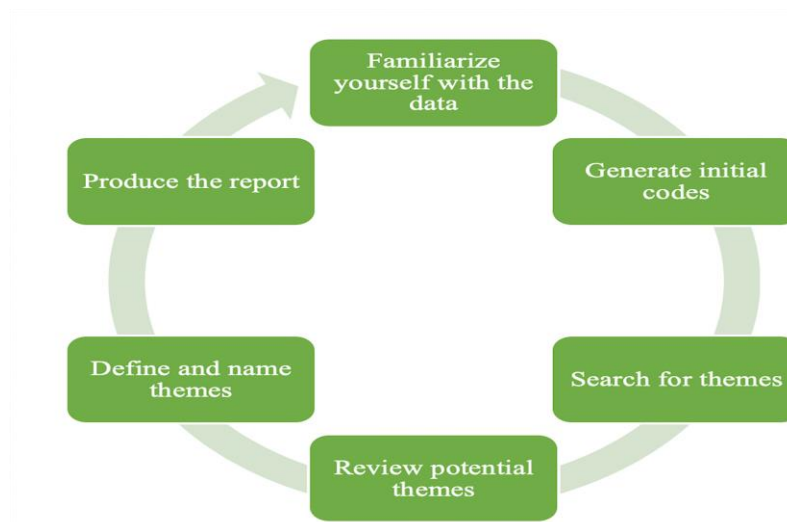 Familiarize
yourself with the
data
Generate initial
codes
Search for themes
Review potential
themes
Define and name
themes
Produce the report